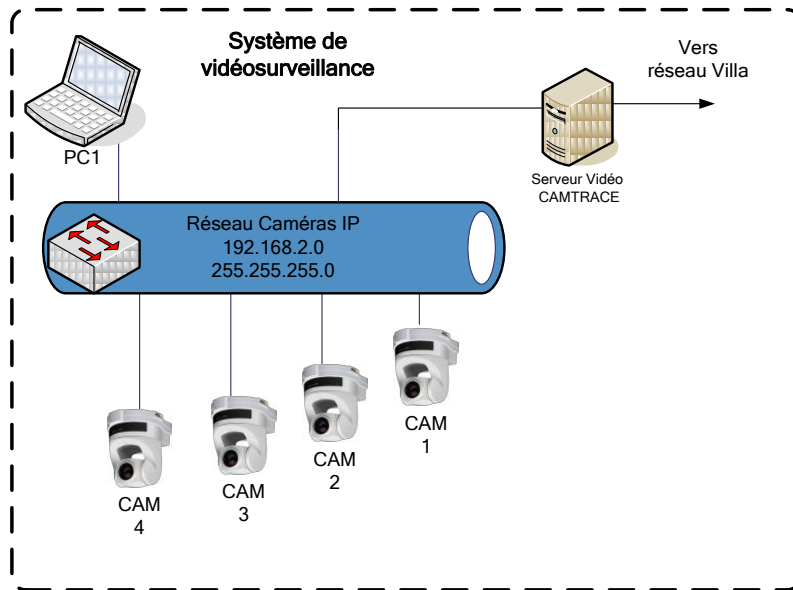 Système de
vidéosurveillance
Vers
réseau Villa
PC1
Serveur Vidéo
CAMTRACE
Réseau Caméras IP
192.168.2.0
255.255.255.0
CAM
1
CAM
2
CAM
3
CAM
4